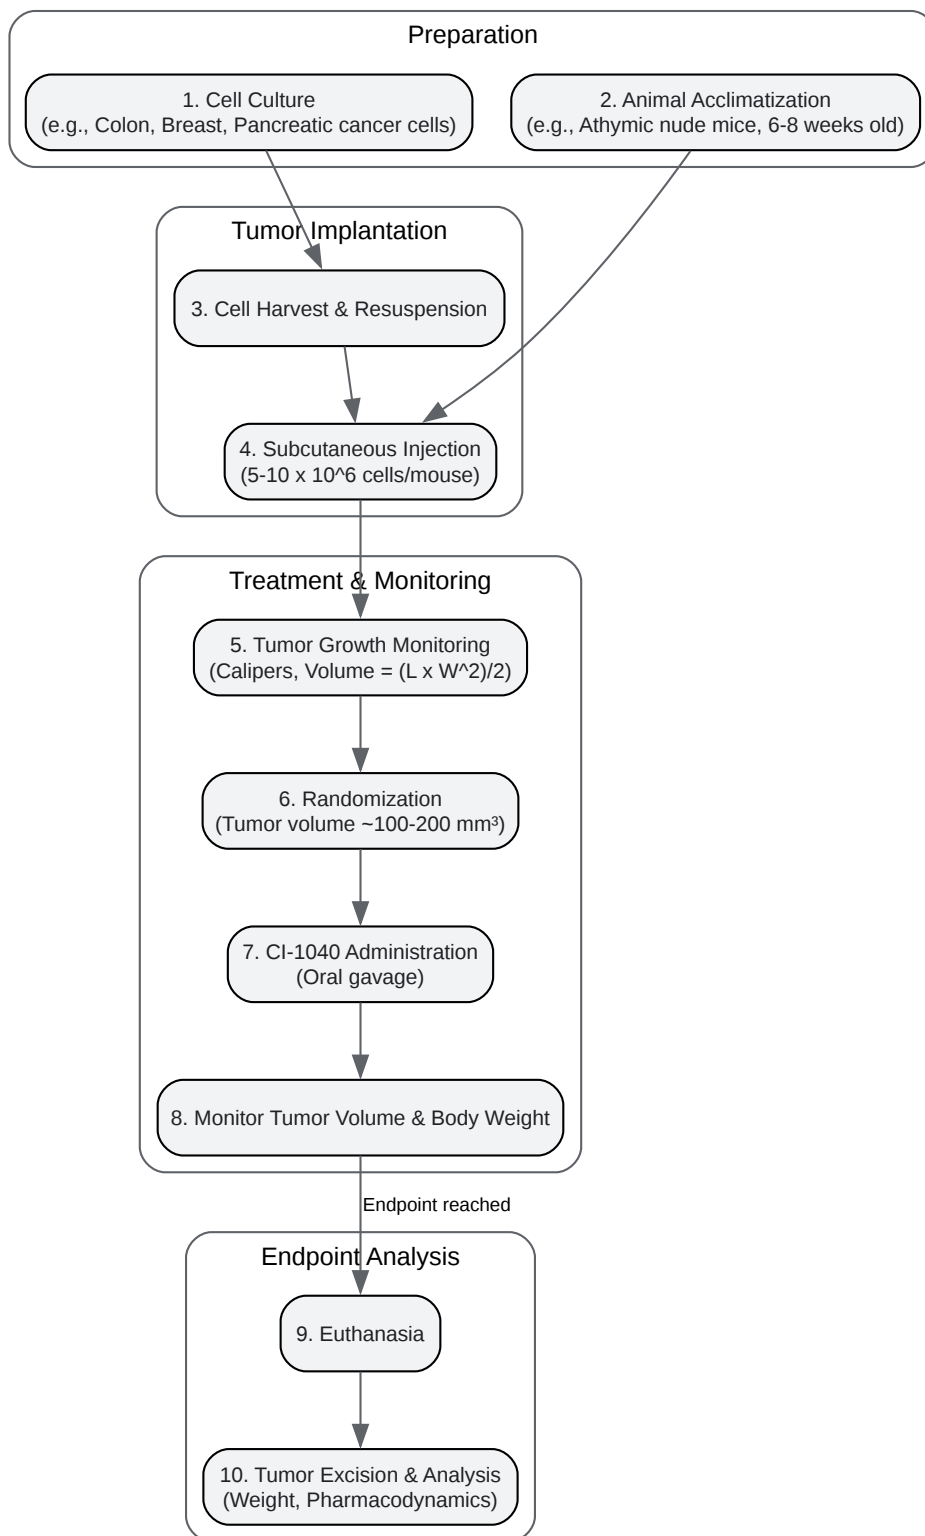 Preparation
1. Cell Culture
(e.g., Colon, Breast, Pancreatic cancer cells)
2. Animal Acclimatization
(e.g., Athymic nude mice, 6-8 weeks old)
Tumor Implantation
3. Cell Harvest & Resuspension
4. Subcutaneous Injection
(5-10 x 10^6 cells/mouse)
Treatment & Monitoring
5. Tumor Growth Monitoring
(Calipers, Volume = (L x W^2)/2)
6. Randomization
(Tumor volume ~100-200 mm³)
7. CI-1040 Administration
(Oral gavage)
8. Monitor Tumor Volume & Body Weight
Endpoint reached
Endpoint Analysis
9. Euthanasia
10. Tumor Excision & Analysis
(Weight, Pharmacodynamics)